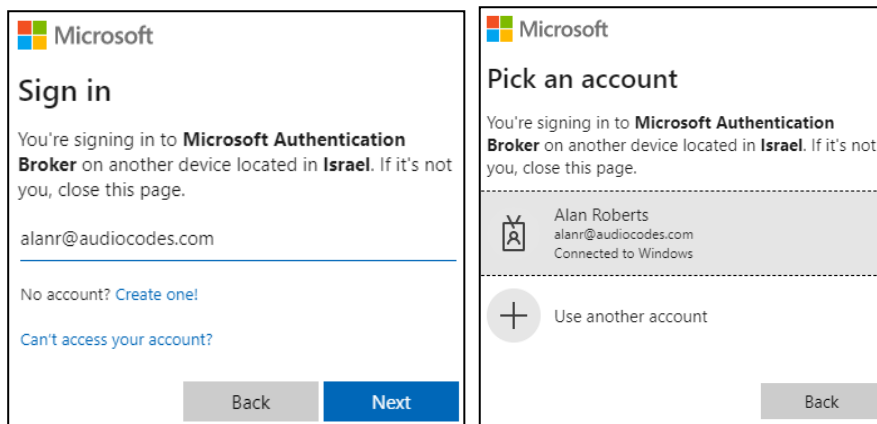 Microsoft
Sign in
You're signing in to Microsoft Authentication
Broker on another device located in Israel. If it's not
you, close this page.
alanr@audiocodes.com
No account? Create one!
Can't access your account?
Back
Next
Microsoft
Pick an account
You're signing in to Microsoft Authentication
Broker on another device located in Israel. If it's not
you, close this page.
Alan Roberts
alanr@audiocodes.com
Connected to Windows
Use another account
Back